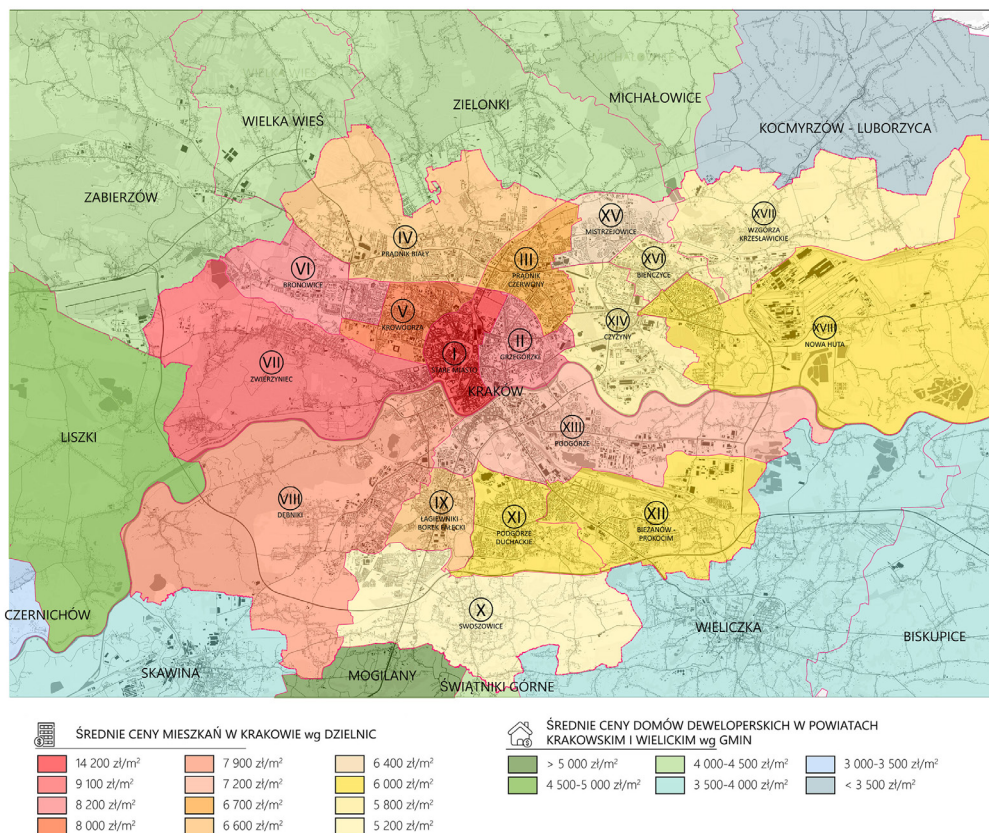 WIELKA WIEŚ
ZIELONKI
MICHAŁOWICE
KOCMYRZÓW - LUBORZYCA
ZABIERZÓW
XV
MISTRZEJOWICE
XVII
WZGÓRZA
KRZESŁAWICKIE
IV
PRĄDNIK BIAŁY
III
PRĄDNIK
CZERWONY
XVI
BIEŃCZYCE
VI
BRONOWICE
V
KROWODRZA
XIV
CZYŻYNY
XVIII
NOWA HUTA
I
STARE MIASTO
II
GRZEGÓRZKI
VII
ZWIERZYNIEC
KRAKÓW
LISZKI
XIII
PODGÓRZE
VIII
DĘBNIKI
IX
ŁAGIEWNIKI -
BOREK FAŁĘCKI
XI
PODGÓRZE
DUCHACKIE
XII
BIEŻANÓW -
PROKOCIM
CZERNICHÓW
X
SWOSZOWICE
WIELICZKA
BISKUPICE
SKAWINA
MOGILANY
ŚWIĄTNIKI GÓRNE
ŚREDNIE CENY MIESZKAŃ W KRAKOWIE wg DZIELNIC
14 200 zł/m²
9 100 zł/m²
8 200 zł/m²
8 000 zł/m²
7 900 zł/m²
7 200 zł/m²
6 700 zł/m²
6 600 zł/m²
6 400 zł/m²
6 000 zł/m²
5 800 zł/m²
5 200 zł/m²
ŚREDNIE CENY DOMÓW DEWELOPERSKICH W POWIATACH
KRAKOWSKIM I WIELICKIM wg GMIN
> 5 000 zł/m²
4 500-5 000 zł/m²
4 000-4 500 zł/m²
3 500-4 000 zł/m²
3 000-3 500 zł/m²
< 3 500 zł/m²